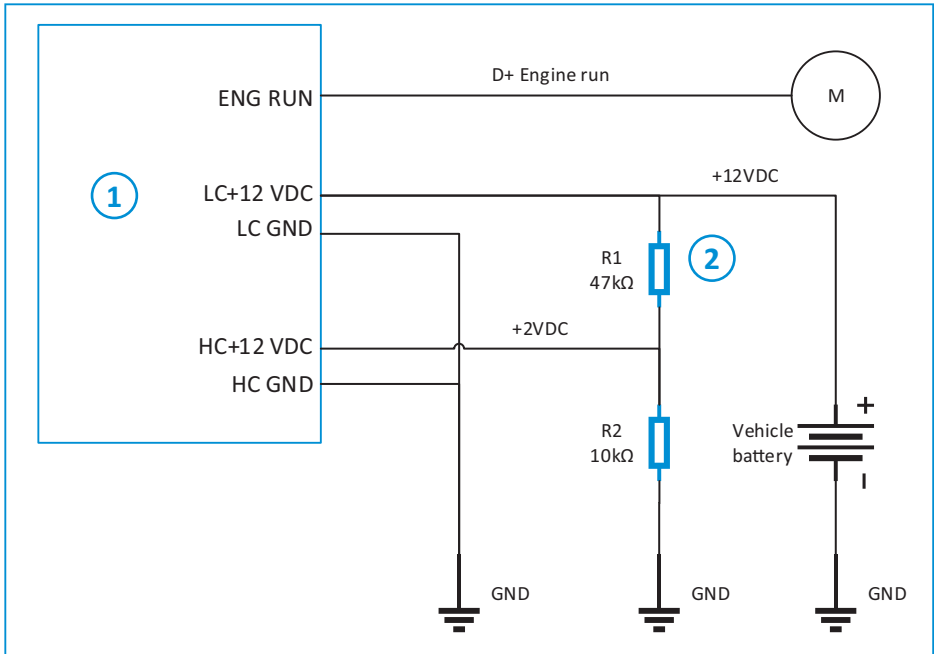 D+ Engine run
ENG RUN
M
+12VDC
1
LC+12 VDC
LC GND
R1
47kΩ
2
+2VDC
HC+12 VDC
HC GND
+
R2
10kΩ
Vehicle
battery
GND
GND
GND